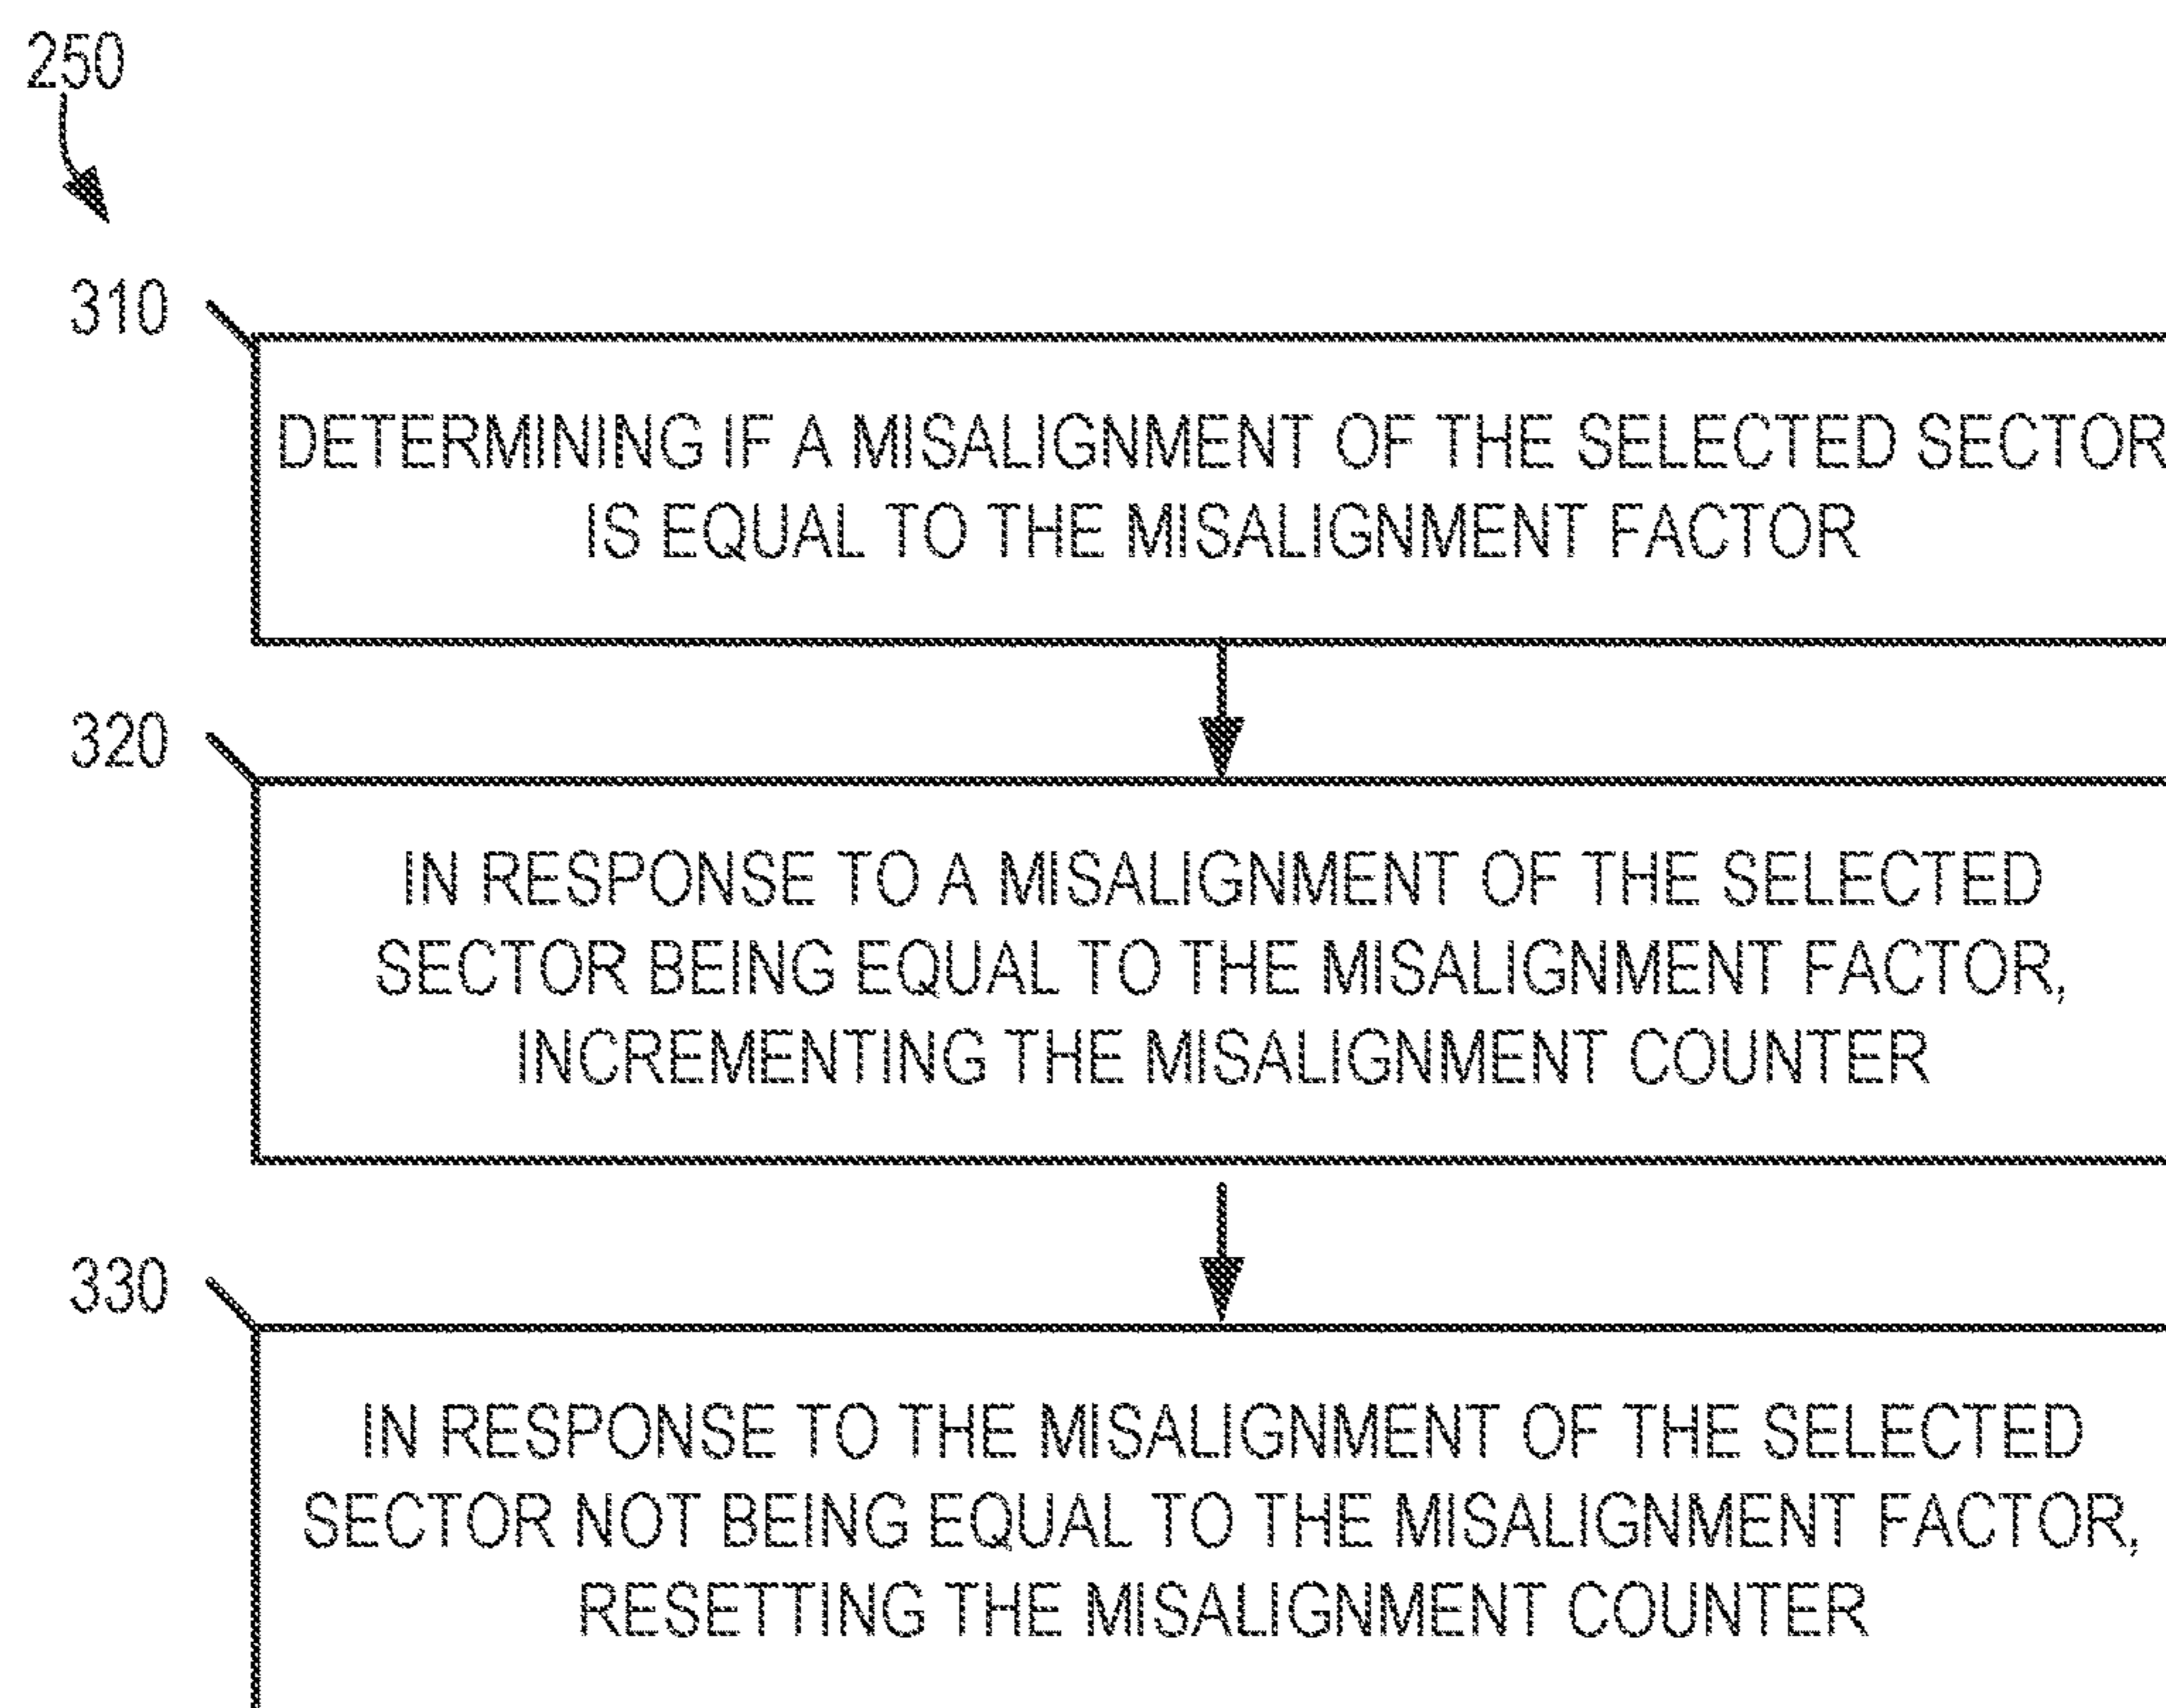 250
310
DETERMINING IF A MISALIGNMENT OF THE SELECTED SECTOR
IS EQUAL TO THE MISALIGNMENT FACTOR
320
IN RESPONSE TO A MISALIGNMENT OF THE SELECTED
SECTOR BEING EQUAL TO THE MISALIGNMENT FACTOR,
INCREMENTING THE MISALIGNMENT COUNTER
330
IN RESPONSE TO THE MISALIGNMENT OF THE SELECTED
SECTOR NOT BEING EQUAL TO THE MISALIGNMENT FACTOR,
RESETTING THE MISALIGNMENT COUNTER